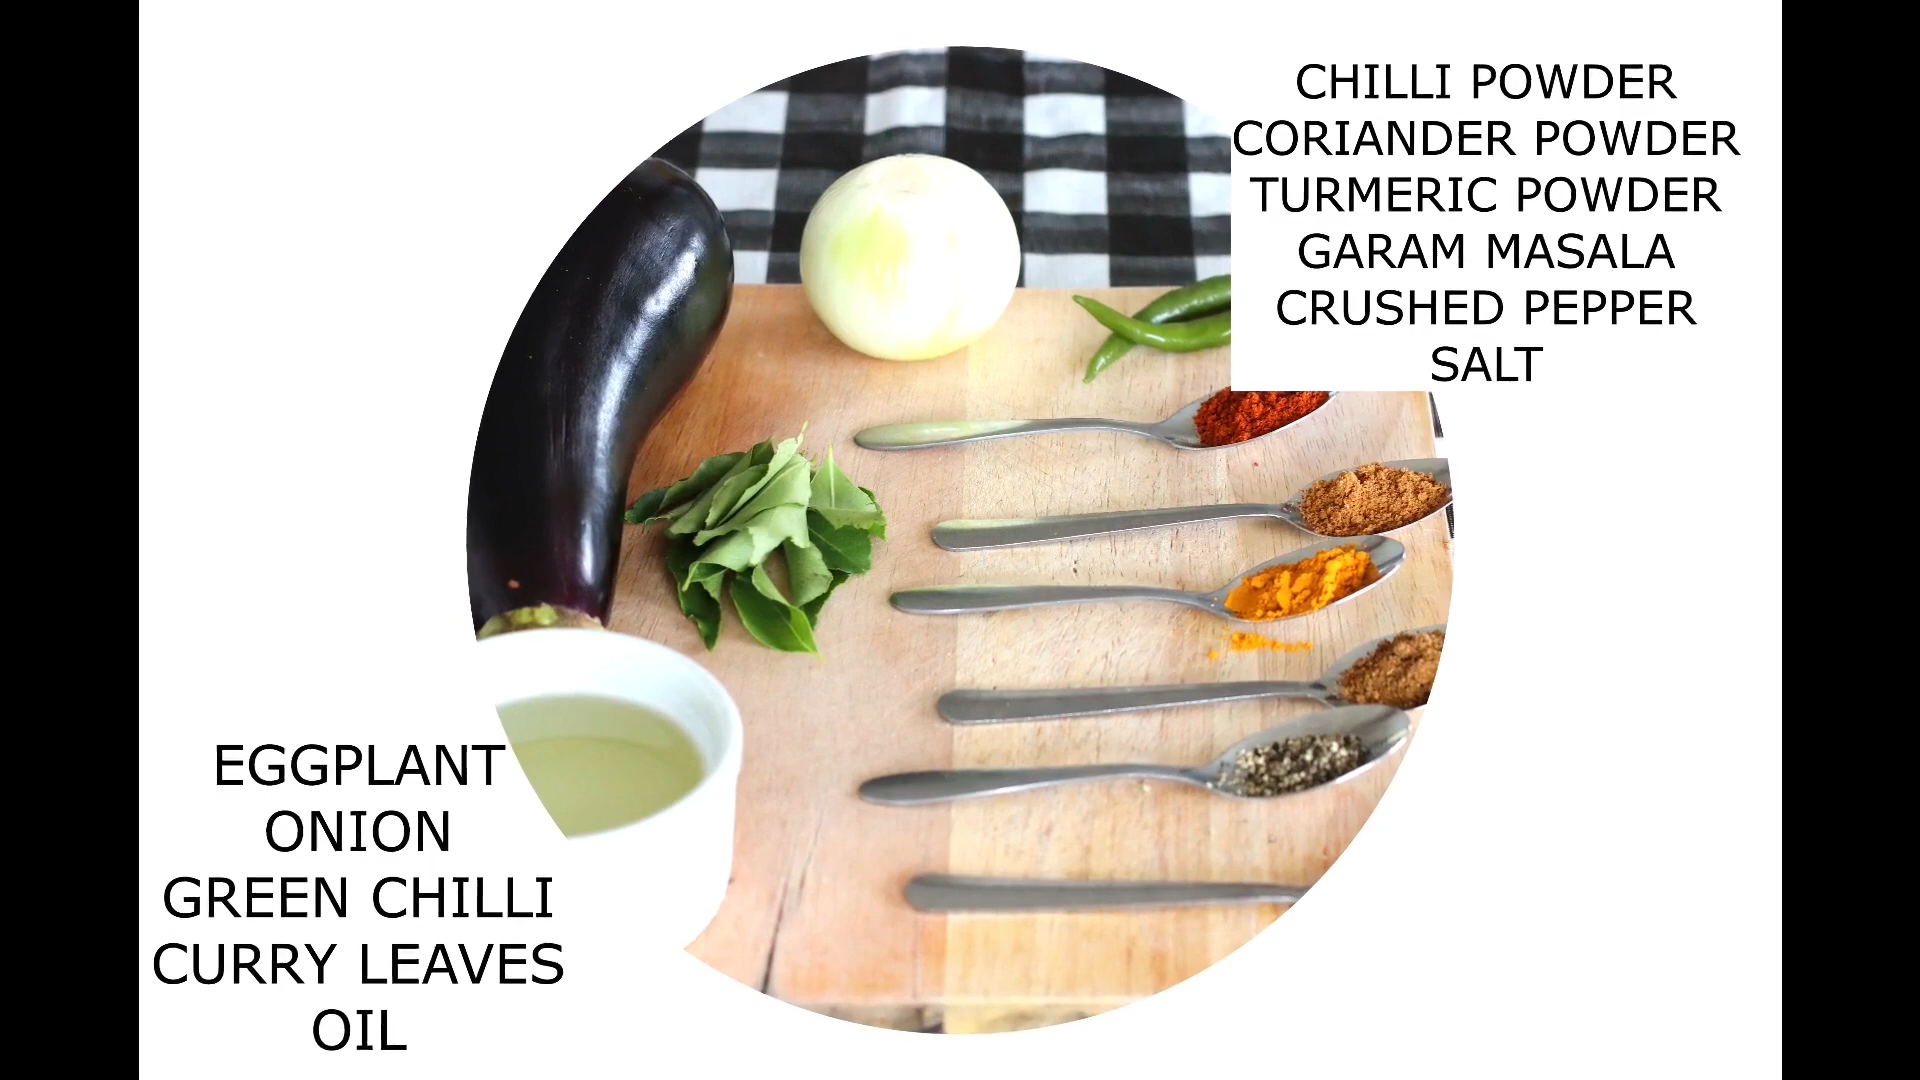 CHILLI POWDER
CORIANDER POWDER
TURMERIC POWDER
GARAM MASALA
CRUSHED PEPPER
SALT
EGGPLANT
ONION
GREEN CHILLI
CURRY LEAVES
OIL